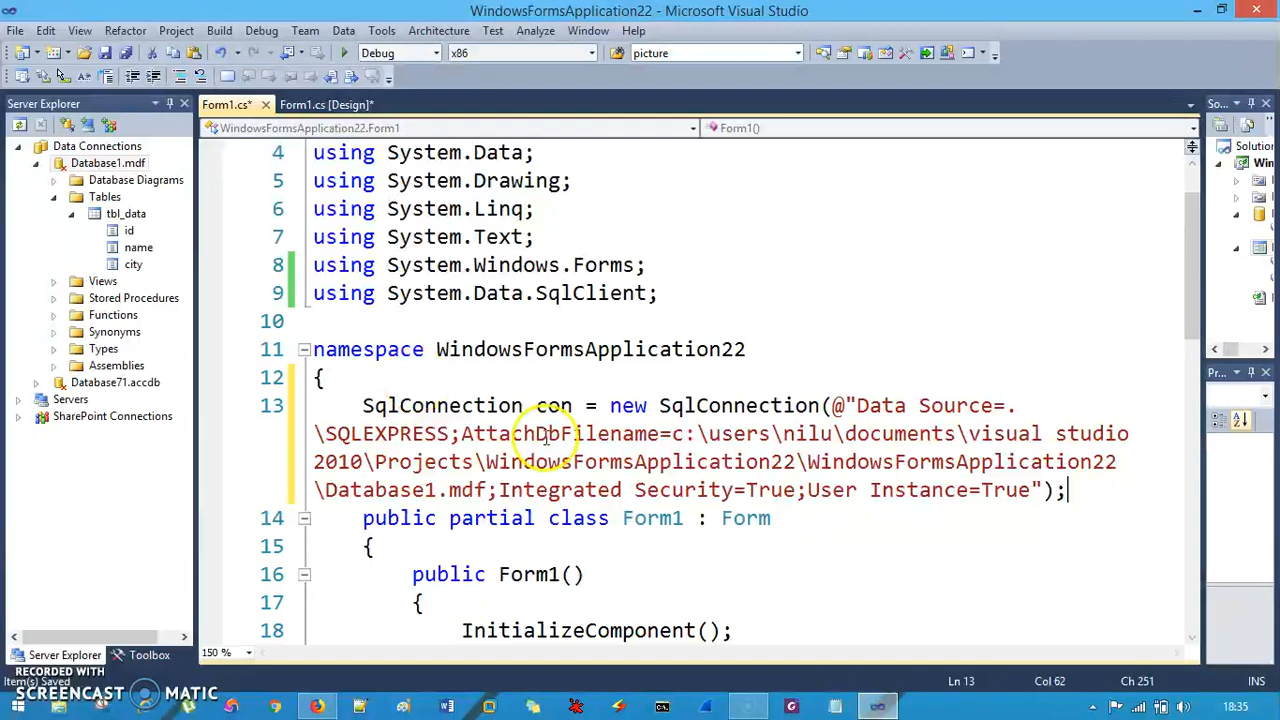 WindowsFormsApplication22 - Microsoft Visual Studio
File Edit View Refactor Project Build Debug Team Data Tools Architecture Test Analyze Window Help
Debug x86 picture
Server Explorer
Form1.cs* Form1.cs [Design]*
So...
WindowsFormsApplication22.Form1 Form1()
Data Connections
Database1.mdf
Database Diagrams
Tables
tbl_data
id
name
city
Views
Stored Procedures
Functions
Synonyms
Types
Assemblies
Database71.accdb
Servers
SharePoint Connections
4 using System.Data;
5 using System.Drawing;
6 using System.Linq;
7 using System.Text;
8 using System.Windows.Forms;
9 using System.Data.SqlClient;
10
11 namespace WindowsFormsApplication22
12 {
13 SqlConnection con = new SqlConnection(@"Data Source=.
\SQLEXPRESS;AttachDbFilename=c:\users\nilu\documents\visual studio
2010\Projects\WindowsFormsApplication22\WindowsFormsApplication22
\Database1.mdf;Integrated Security=True;User Instance=True");
14 public partial class Form1 : Form
15 {
16 public Form1()
17 {
18 InitializeComponent();
Solution
Win
Pr...
150 %
Server Explorer Toolbox
Item(s) Saved
Ln 13 Col 62 Ch 251 INS
RECORDED WITH
SCREENCAST MATIC
18:35